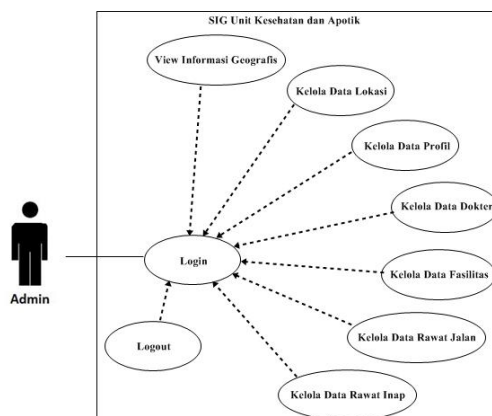 SIG Unit Kesehatan dan Apotik
View Informasi Geografis
Kelola Data Lokasi
Kelola Data Profil
Kelola Data Dokter
Login
Kelola Data Fasilitas
Admin
Kelola Data Rawat Jalan
Logout
Kelola Data Rawat Inap